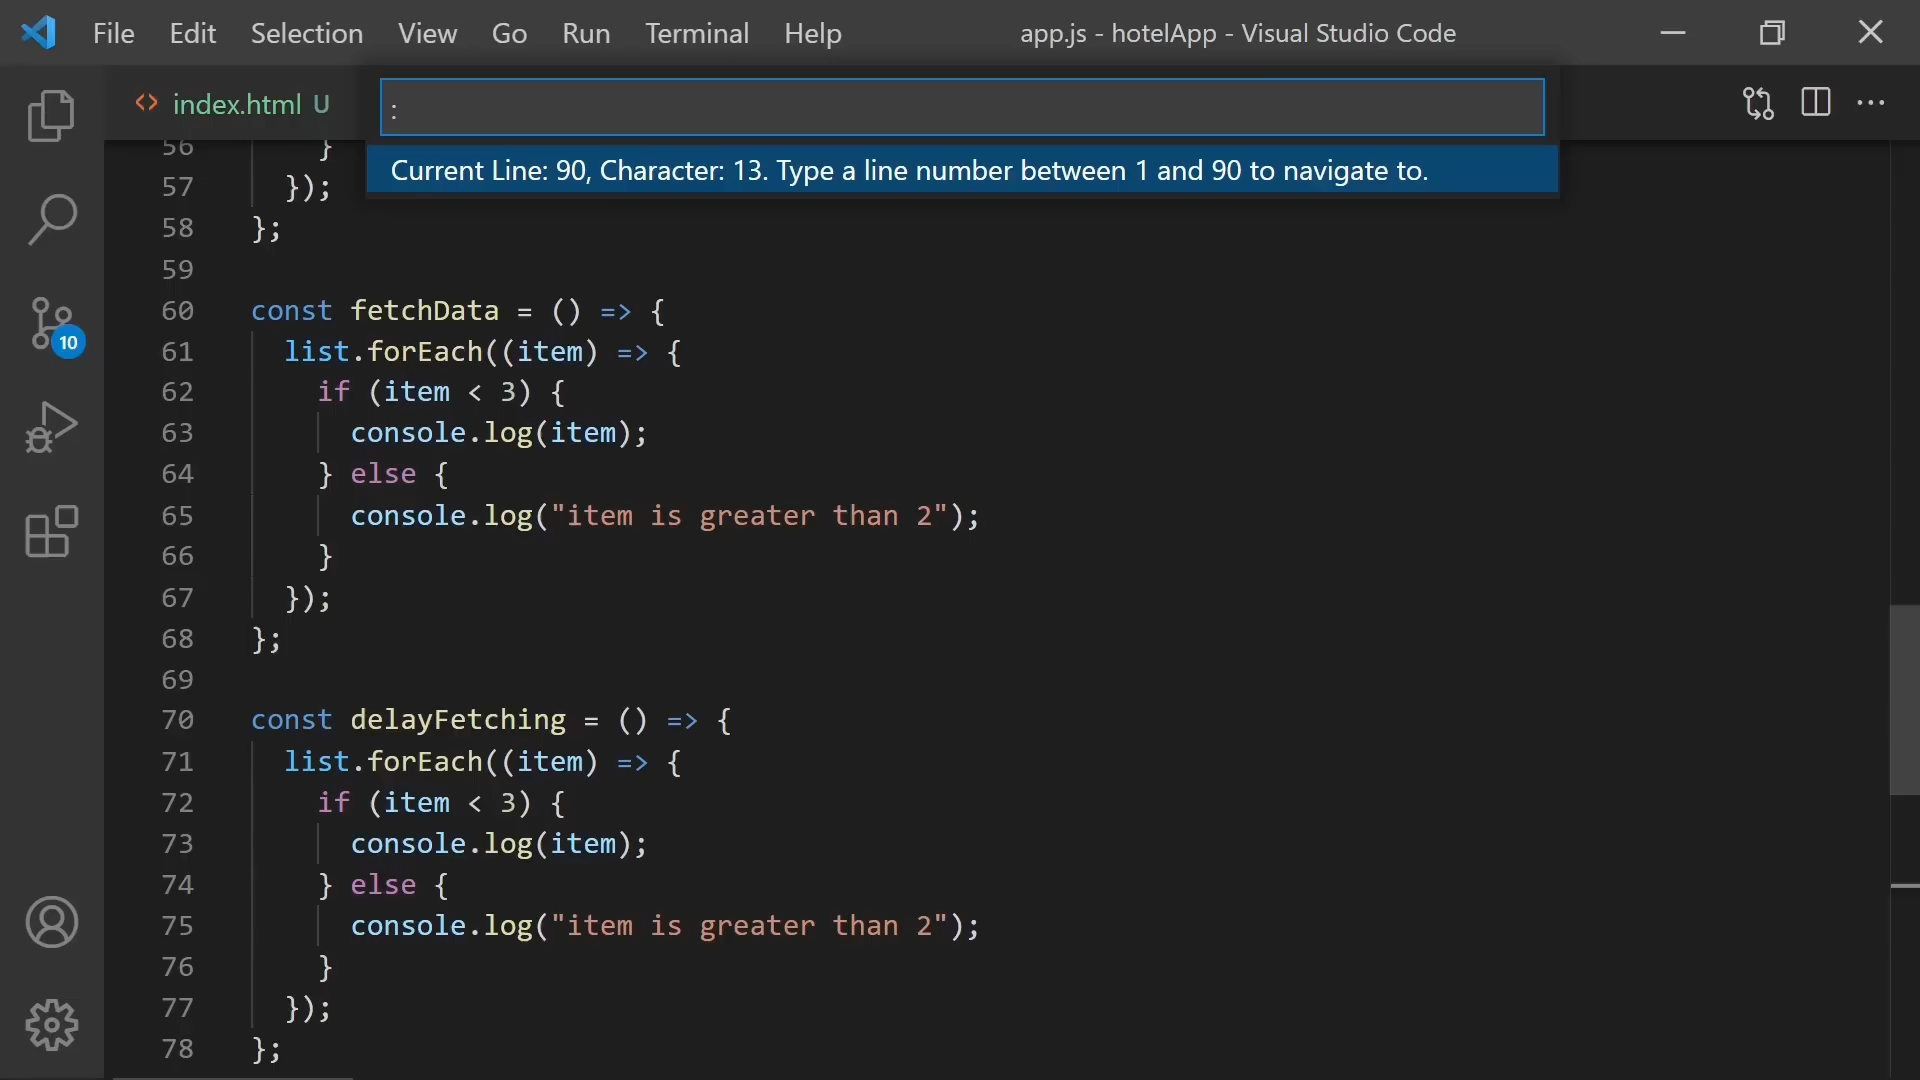 File Edit Selection View Go Run Terminal Help app.js - hotelApp - Visual Studio Code
<> index.html U
:
Current Line: 90, Character: 13. Type a line number between 1 and 90 to navigate to.
56 }
57 });
58 };
59
60 const fetchData = () => {
61 list.forEach((item) => {
62 if (item < 3) {
63 console.log(item);
64 } else {
65 console.log("item is greater than 2");
66 }
67 });
68 };
69
70 const delayFetching = () => {
71 list.forEach((item) => {
72 if (item < 3) {
73 console.log(item);
74 } else {
75 console.log("item is greater than 2");
76 }
77 });
78 };
10